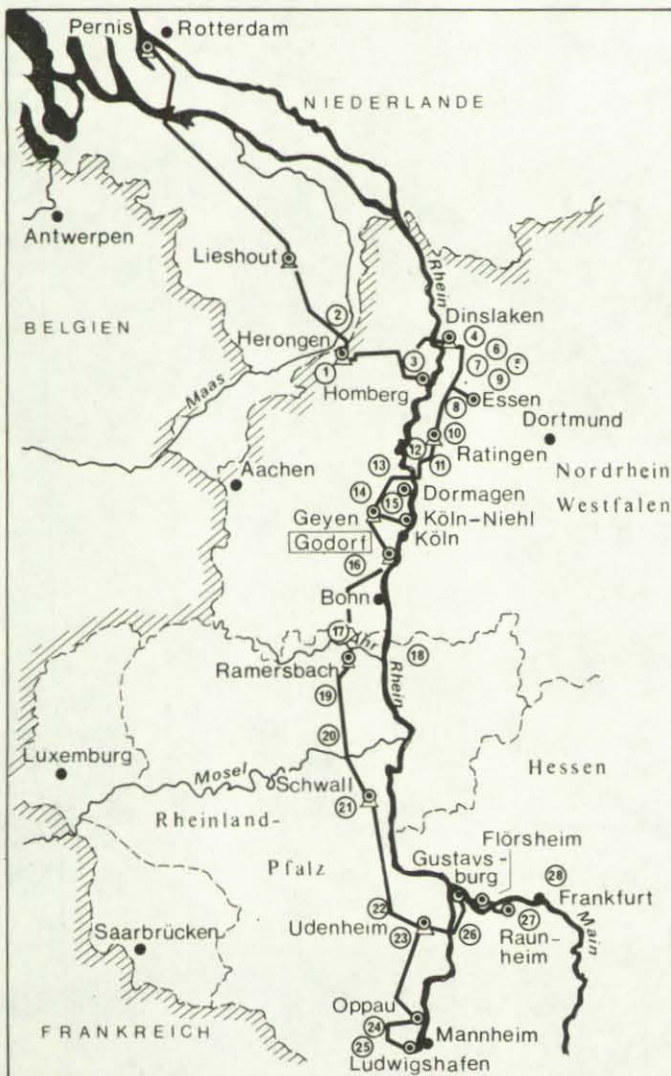 Pernis
Rotterdam
NIEDERLANDE
Antwerpen
Lieshout
Rhein
BELGIEN
2
Dinslaken
4
6
Herongen
7
5
3
9
1
Homberg
Essen
Maas
8
Dortmund
10
12
Ratingen
13
11
Nordrhein
Aachen
Westfalen
14
15
Dormagen
Geyen
Köln-Niehl
Köln
Godorf
16
Bohn
17
Ahr
18
Ramersbach
Rhein
19
20
Luxemburg
Mosel
Hessen
Schwall
21
Rheinland-
Pfalz
Flörsheim
Gustavs-
burg
28
Frankfurt
22
Udenheim
23
26
27
Raun-
heim
Main
Saarbrücken
Oppau
24
Mannheim
FRANKREICH
25
Ludwigshafen